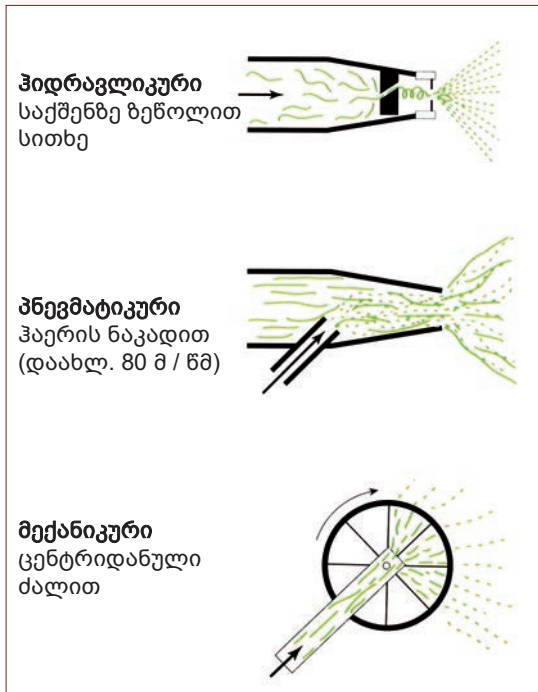 ჰიდრავლიკური
საქშენზე ზეწოლით
სითხე
პნევმატიკური
ჰაერის ნაკადით
(დაახლ. 80 მ / წმ)
მექანიკური
ცენტრიდანული
ძალით